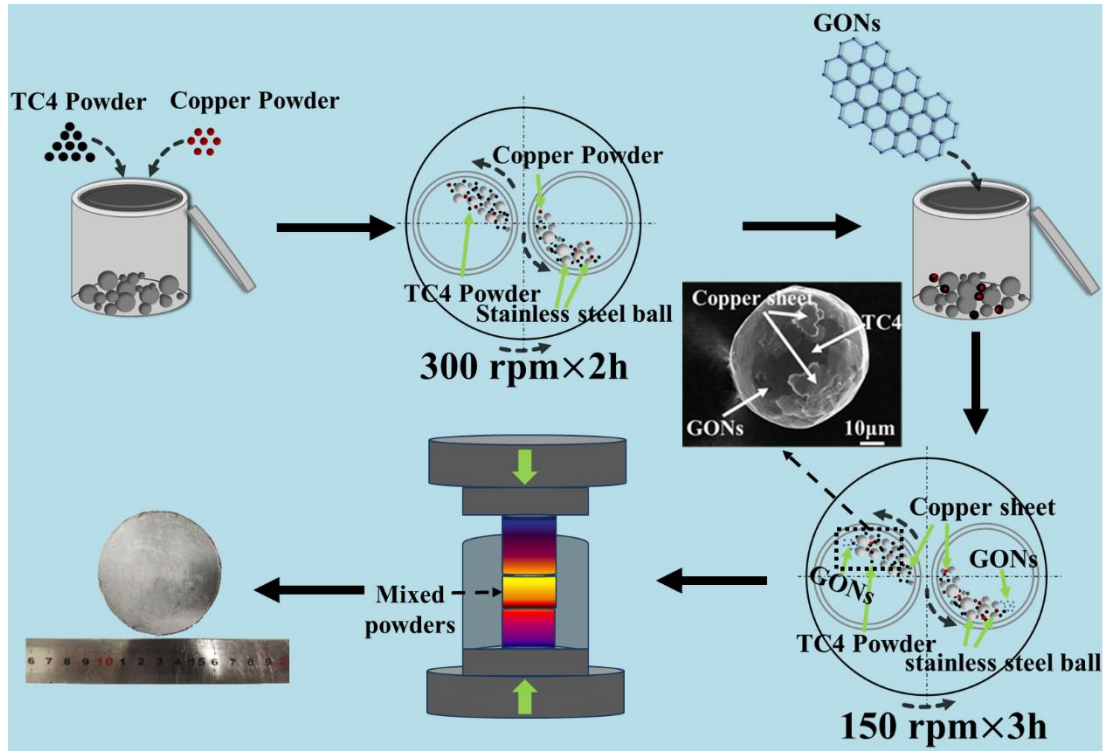 GONs
TC4 Powder
Copper Powder
Copper Powder
TC4 Powder
Stainless steel ball
300 rpm×2h
Copper sheet
TC4
GONs
10μm
Copper sheet
GONs
GONs
TC4 Powder
stainless steel ball
150 rpm×3h
Mixed
powders
6 7 8 9 10 1 2 3 4 15 6 7 8 9